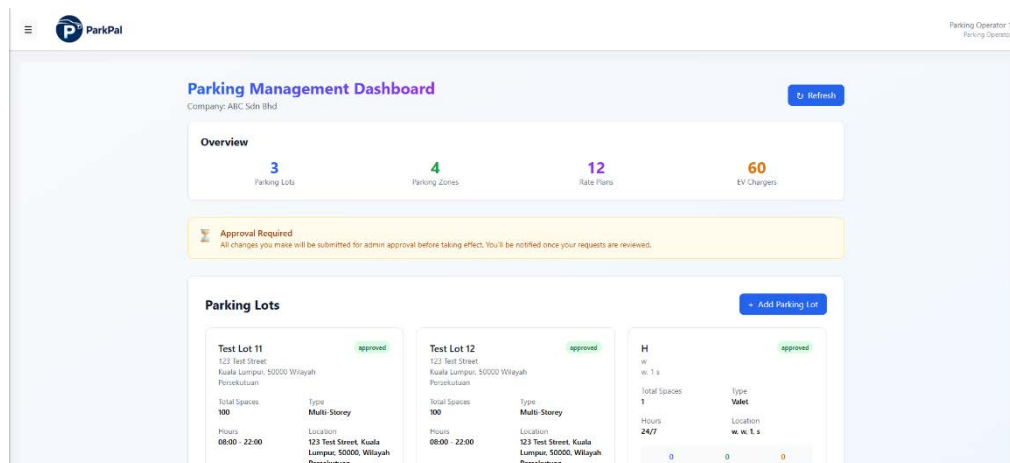 ☰ ParkPal
Parking Operator 1
Parking Operator
Parking Management Dashboard
Company: ABC Sdn Bhd
↻ Refresh
Overview
3 4 12 60
Parking Lots Parking Zones Rate Plans EV Chargers
Approval Required
All changes you make will be submitted for admin approval before taking effect. You'll be notified once your requests are reviewed.
Parking Lots
+ Add Parking Lot
Test Lot 11 approved
123 Test Street
Kuala Lumpur, 50000 Wilayah
Persekutuan
Total Spaces Type
100 Multi-Storey
Hours Location
08:00 - 22:00 123 Test Street, Kuala
Lumpur, 50000, Wilayah
Persekutuan
Test Lot 12 approved
123 Test Street
Kuala Lumpur, 50000 Wilayah
Persekutuan
Total Spaces Type
100 Multi-Storey
Hours Location
08:00 - 22:00 123 Test Street, Kuala
Lumpur, 50000, Wilayah
Persekutuan
H approved
w
w, 1 s
Total Spaces Type
1 Valet
Hours Location
24/7 w, w, 1, s
0 0 0